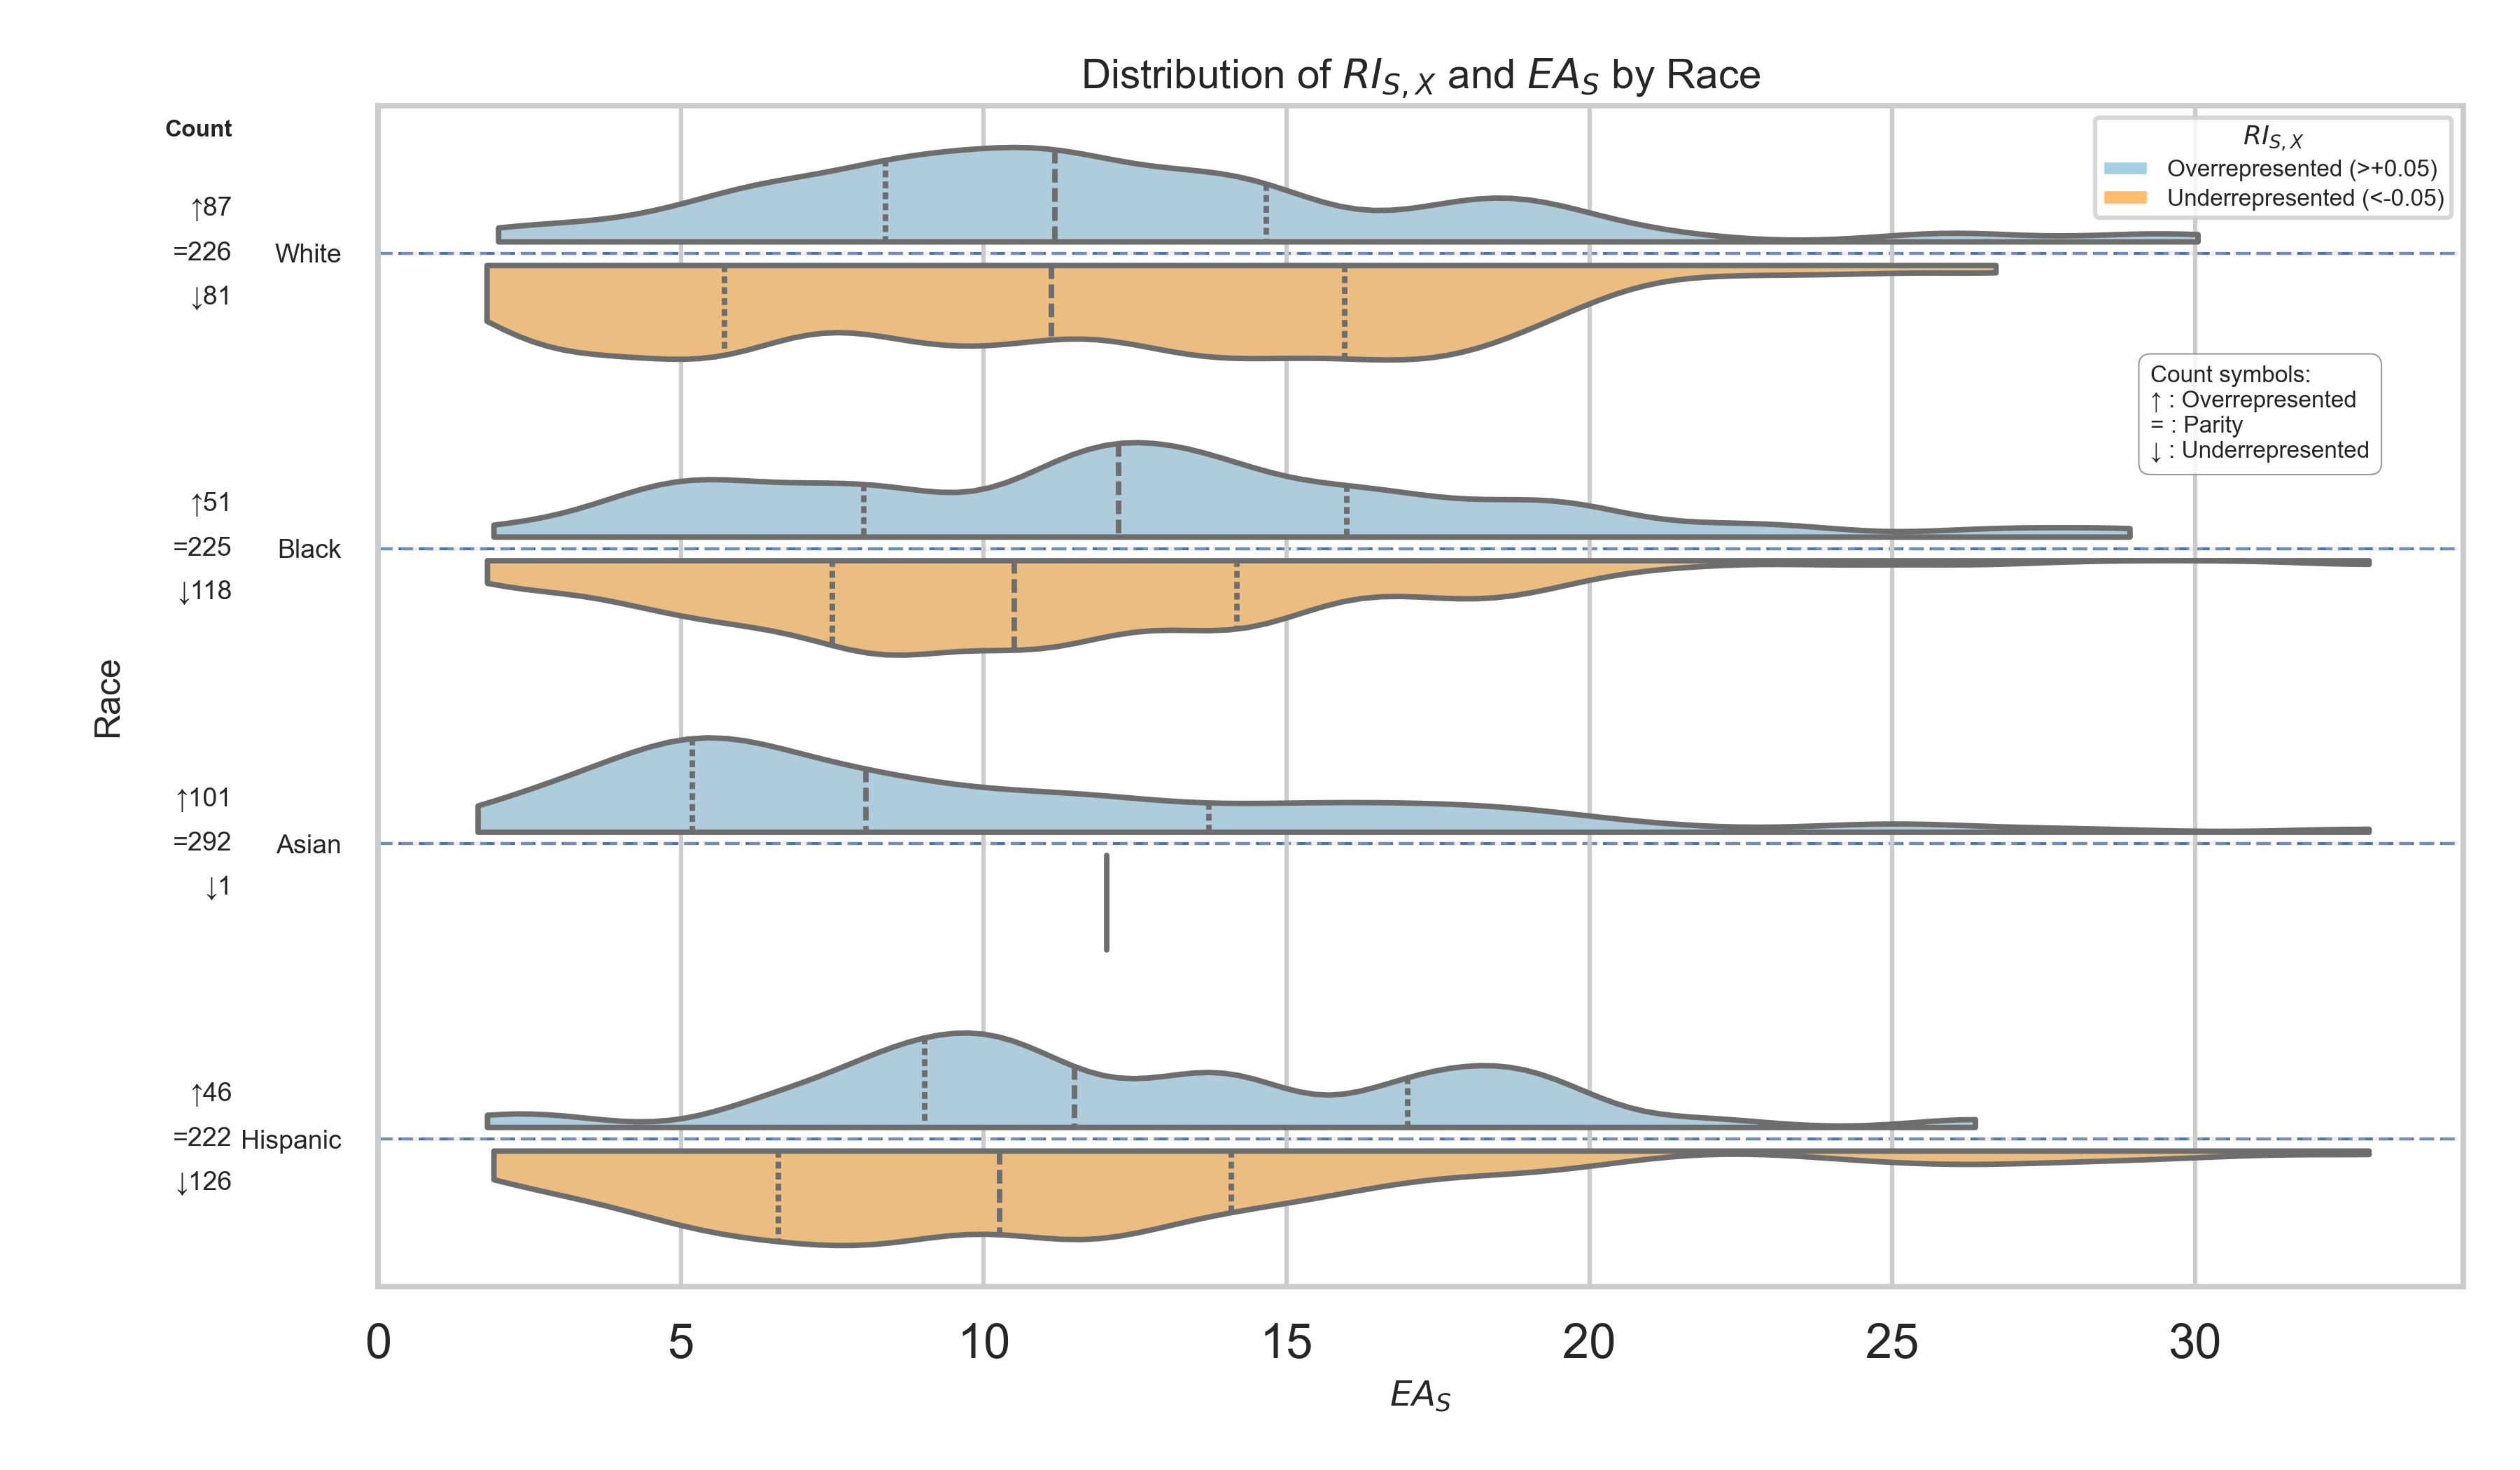 Distribution of RI_S,X and EA_S by Race
Count
RI_S,X
Overrepresented (>+0.05)
Underrepresented (<-0.05)
↑87
=226 White
↓81
Count symbols:
↑ : Overrepresented
= : Parity
↓ : Underrepresented
↑51
=225 Black
↓118
Race
↑101
=292 Asian
↓1
↑46
=222 Hispanic
↓126
0 5 10 15 20 25 30
EA_S